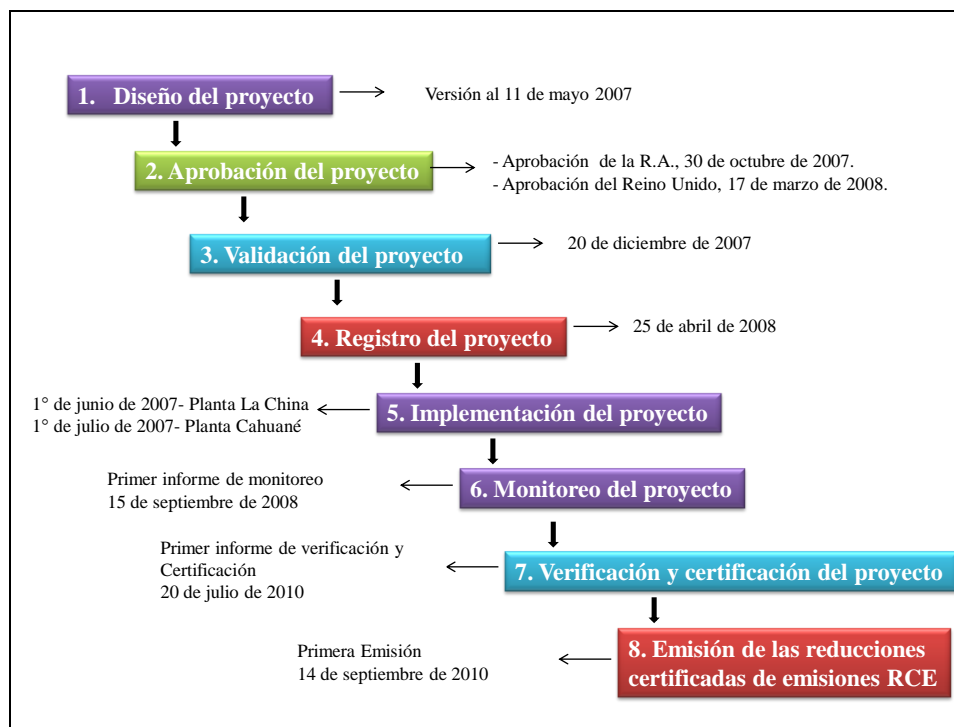 1. Diseño del proyecto
Versión al 11 de mayo 2007
2. Aprobación del proyecto
- Aprobación de la R.A., 30 de octubre de 2007.
- Aprobación del Reino Unido, 17 de marzo de 2008.
3. Validación del proyecto
20 de diciembre de 2007
4. Registro del proyecto
25 de abril de 2008
1° de junio de 2007- Planta La China
1° de julio de 2007- Planta Cahuané
5. Implementación del proyecto
Primer informe de monitoreo
15 de septiembre de 2008
6. Monitoreo del proyecto
Primer informe de verificación y
Certificación
20 de julio de 2010
7. Verificación y certificación del proyecto
Primera Emisión
14 de septiembre de 2010
8. Emisión de las reducciones
certificadas de emisiones RCE